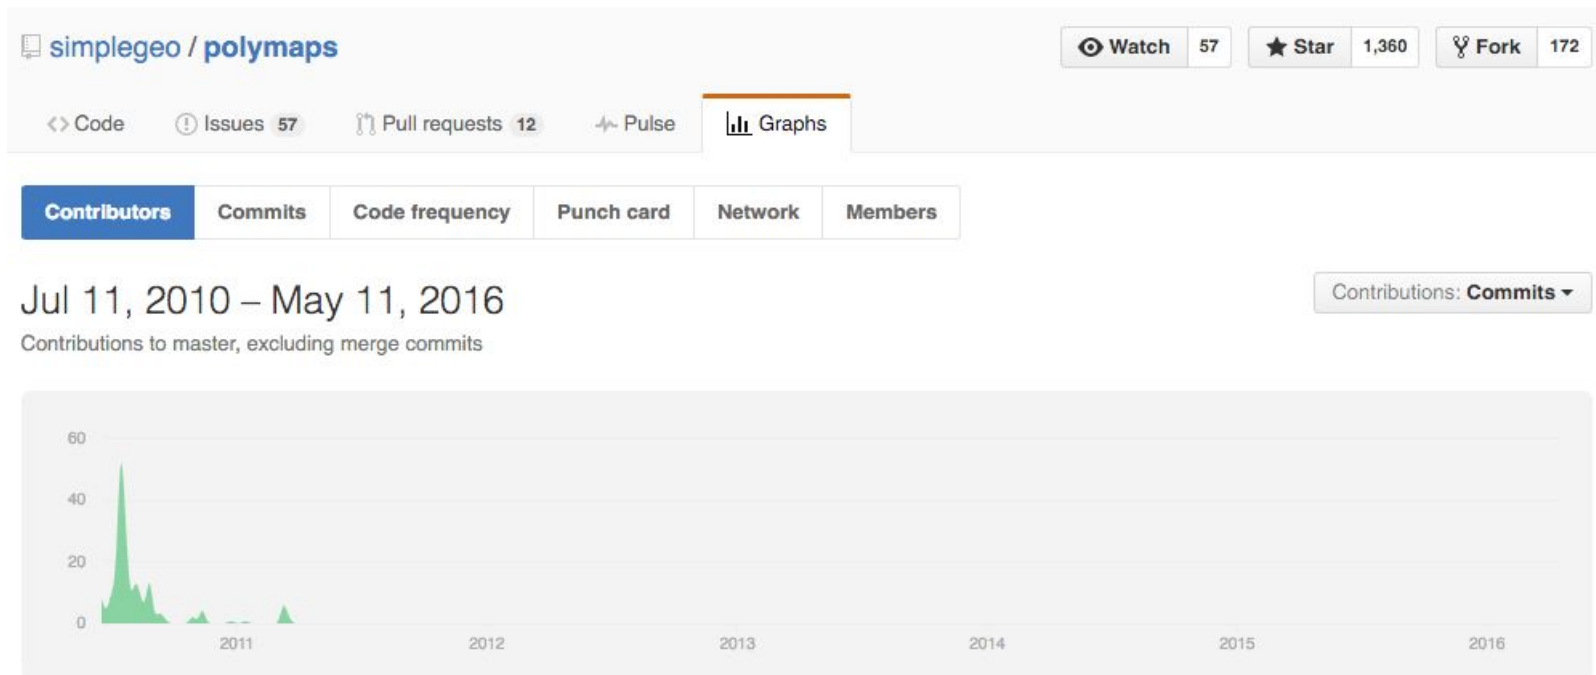 simplegeo / polymaps
Watch 57 Star 1,360 Fork 172
Code Issues 57 Pull requests 12 Pulse Graphs
Contributors Commits Code frequency Punch card Network Members
Jul 11, 2010 – May 11, 2016
Contributions: Commits
Contributions to master, excluding merge commits
60
40
20
0
2011 2012 2013 2014 2015 2016